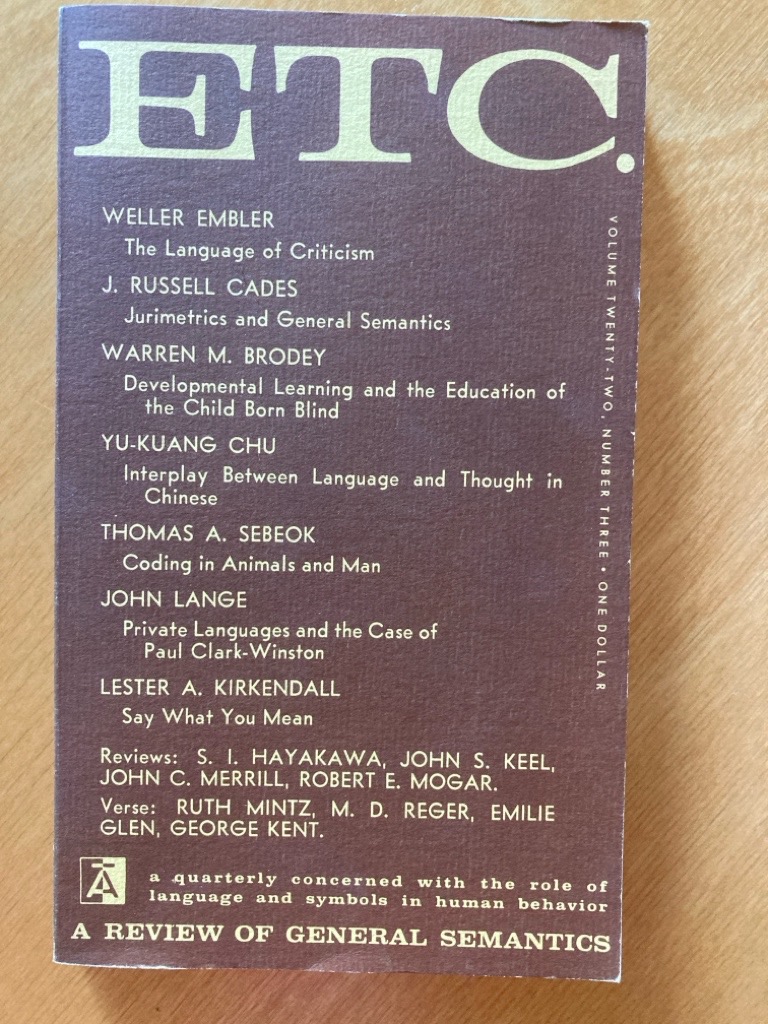 ETC.
WELLER EMBLER
The Language of Criticism
J. RUSSELL CADES
Jurimetrics and General Semantics
WARREN M. BRODEY
Developmental Learning and the Education of
the Child Born Blind
YU-KUANG CHU
Interplay Between Language and Thought in
Chinese
THOMAS A. SEBEOK
Coding in Animals and Man
JOHN LANGE
Private Languages and the Case of
Paul Clark-Winston
LESTER A. KIRKENDALL
Say What You Mean
Reviews: S. I. HAYAKAWA, JOHN S. KEEL,
JOHN C. MERRILL, ROBERT E. MOGAR.
Verse: RUTH MINTZ, M. D. REGER, EMILIE
GLEN, GEORGE KENT.
a quarterly concerned with the role of
language and symbols in human behavior
A REVIEW OF GENERAL SEMANTICS
VOLUME TWENTY-TWO, NUMBER THREE • ONE DOLLAR